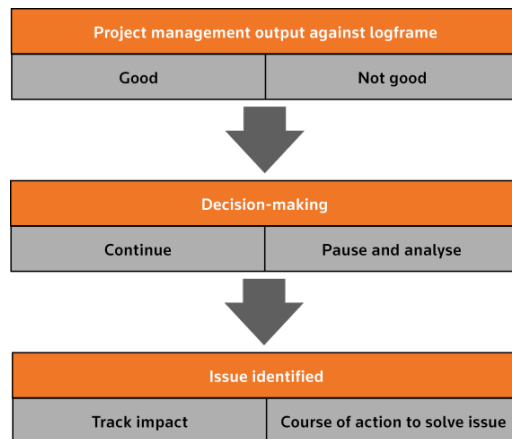 Project management output against logframe
Good
Not good
Decision-making
Continue
Pause and analyse
Issue identified
Track impact
Course of action to solve issue